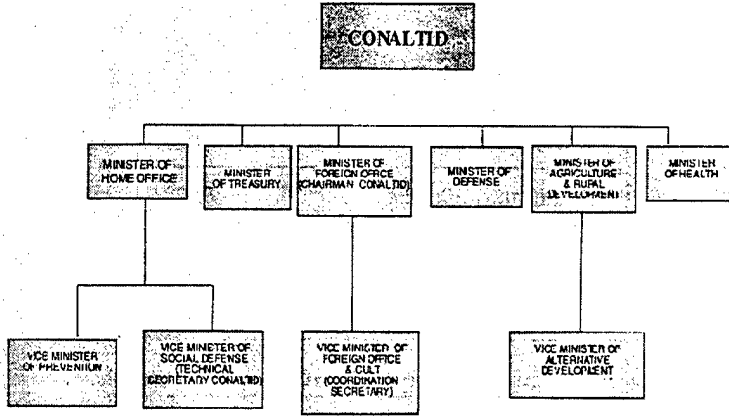 CONALTID
MINISTER OF
HOME OFFICE
MINISTER
OF TREASURY
MINISTER OF
FOREIGN OFFICE
(CHAIRMAN CONALTID)
MINISTER OF
DEFENSE
MINISTER OF
AGRICULTURE
& RURAL
DEVELOPMENT
MINISTER
OF HEALTH
VICE MINISTER
OF PREVENTION
VICE MINISTER OF
SOCIAL DEFENSE
(TECHNICAL
SECRETARY CONALTID)
VICE MINISTER OF
FOREIGN OFFICE
& CULT
(COORDINATION
SECRETARY)
VICE MINISTER OF
ALTERNATIVE
DEVELOPMENT